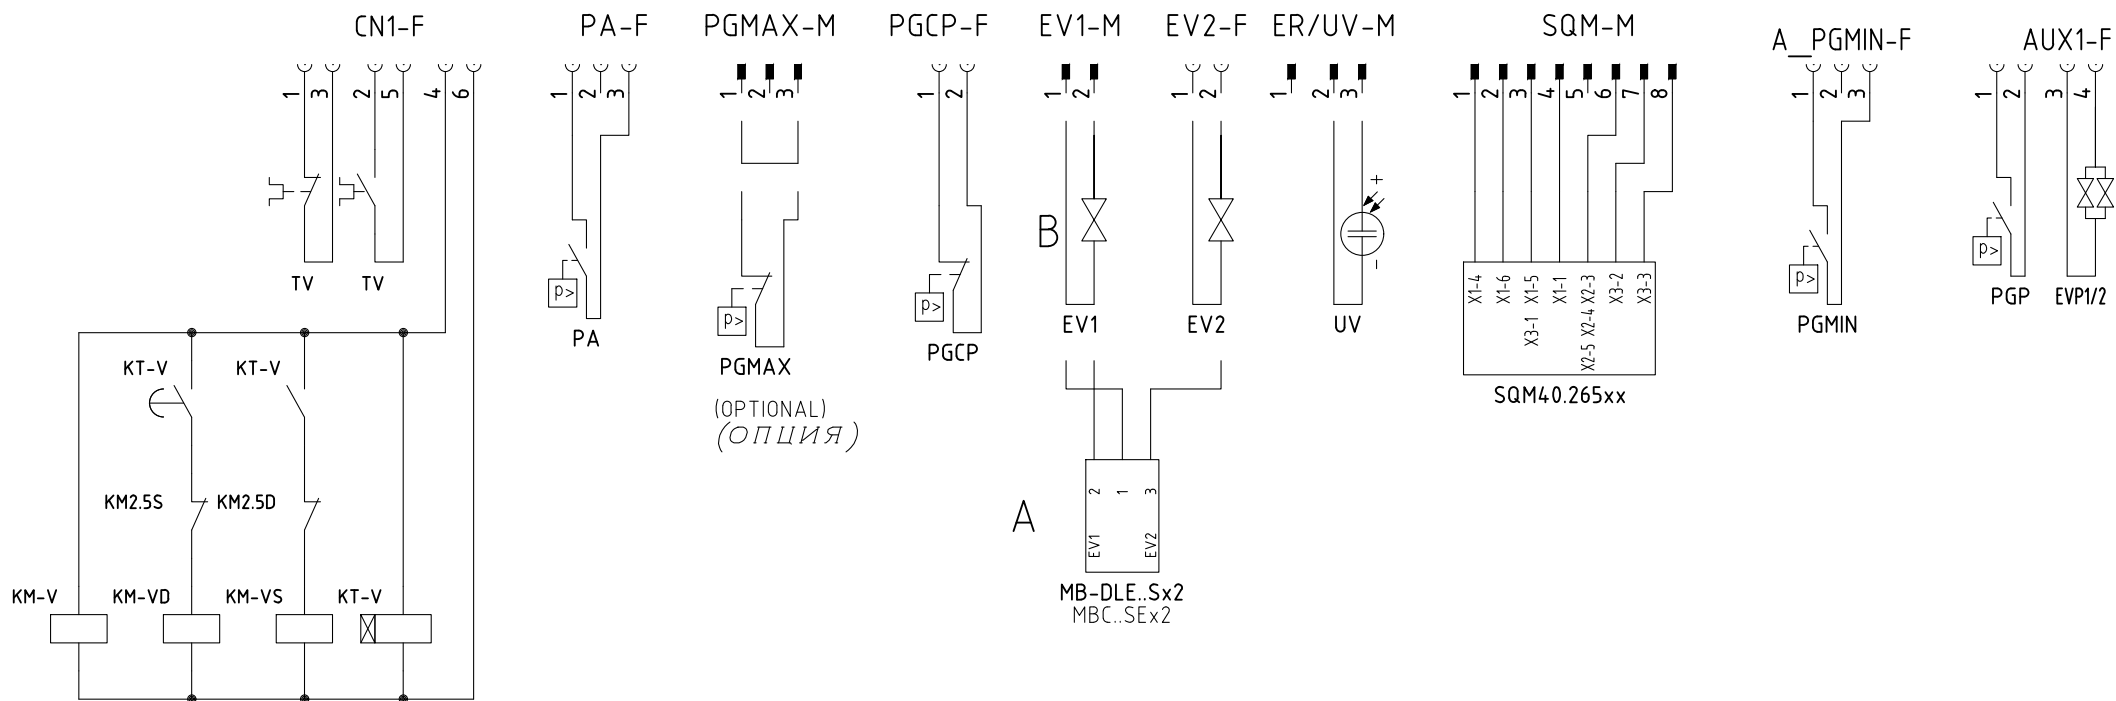 CN1-F PA-F PGMAX-M PGCP-F EV1-M EV2-F ER/UV-M SQM-M A_PGMIN-F AUX1-F
1 3 2 5 4 6 1 2 3 1 2 3 1 2 1 2 1 2 1 2 3 1 2 3 4 5 6 7 8 1 2 3 1 2 3 4
B
TV TV
p> p> p> p> p>
X1-4 X1-6 X1-5 X1-1 X2-3 X3-2 X3-3
X3-1 X2-5 X2-4
PA PGMAX PGCP EV1 EV2 UV PGMIN PGP EVP1/2
SQM40.265xx
(OPTIONAL)
(ОПЦИЯ)
KT-V KT-V
KM2.5S KM2.5D
A
2 1 3
EV1 EV2
MB-DLE..Sx2
MBC..SEx2
KM-V KM-VD KM-VS KT-V
+
-